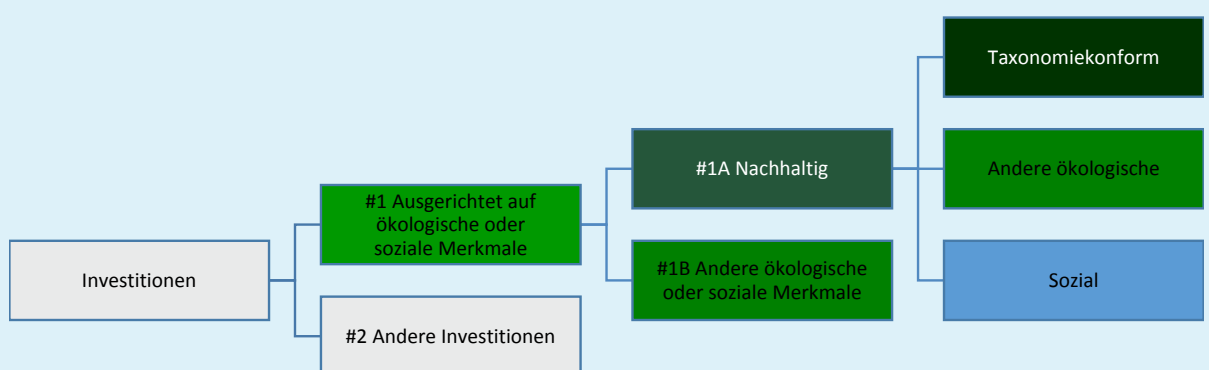 Investitionen
#1 Ausgerichtet auf
ökologische oder
soziale Merkmale
#2 Andere Investitionen
#1A Nachhaltig
#1B Andere ökologische
oder soziale Merkmale
Taxonomiekonform
Andere ökologische
Sozial